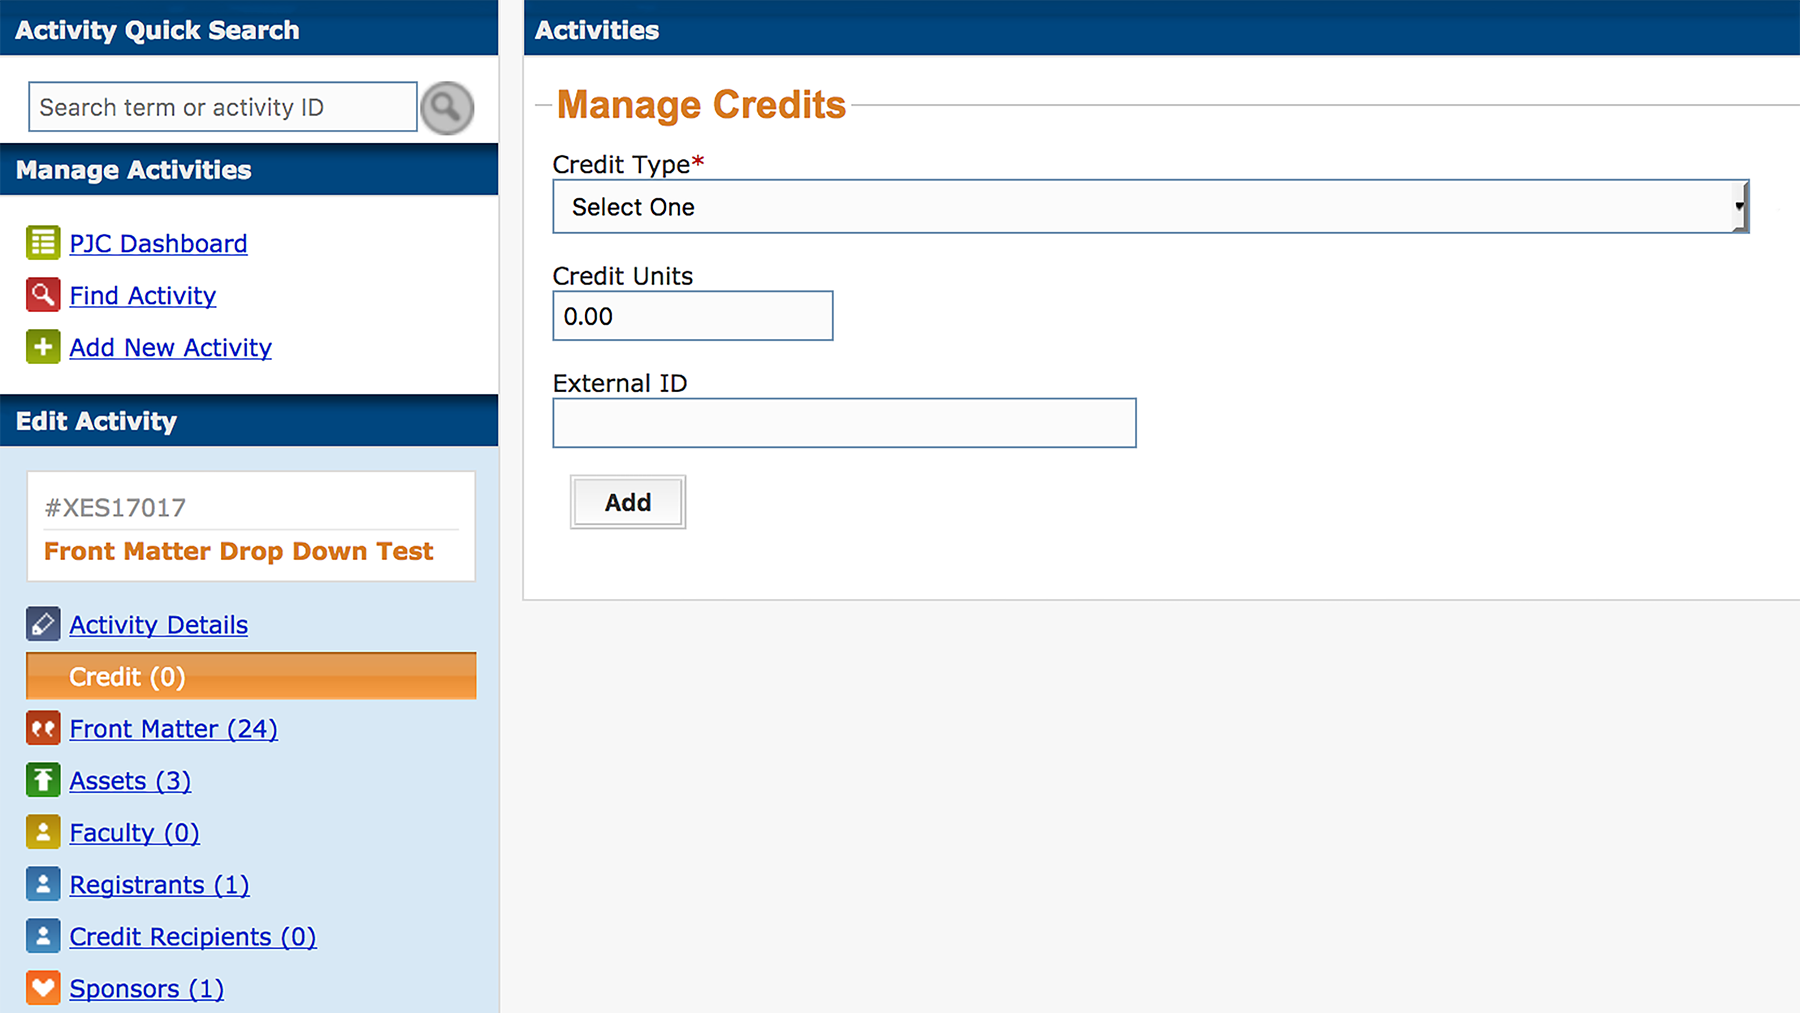 Activity Quick Search
Search term or activity ID
Manage Activities
PJC Dashboard
Find Activity
Add New Activity
Edit Activity
#XES17017
Front Matter Drop Down Test
Activity Details
Credit (0)
Front Matter (24)
Assets (3)
Faculty (0)
Registrants (1)
Credit Recipients (0)
Sponsors (1)
Activities
Manage Credits
Credit Type*
Select One
Credit Units
0.00
External ID
Add